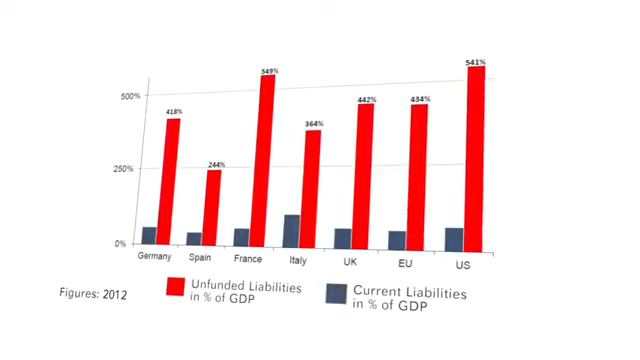 549%
541%
500%
418%
442%
434%
364%
244%
250%
0%
Germany
Spain
France
Italy
UK
EU
US
Figures: 2012
Unfunded Liabilities
in % of GDP
Current Liabilities
in % of GDP